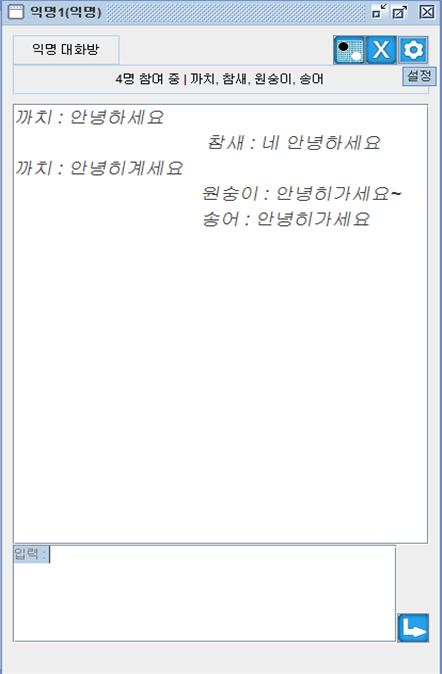 익명1(익명)
익명 대화방
X
4명 참여 중 | 까치, 참새, 원숭이, 송어
설정
까치 : 안녕하세요
참새 : 네 안녕하세요
까치 : 안녕히계세요
원숭이 : 안녕히가세요~
송어 : 안녕히가세요
입력 :